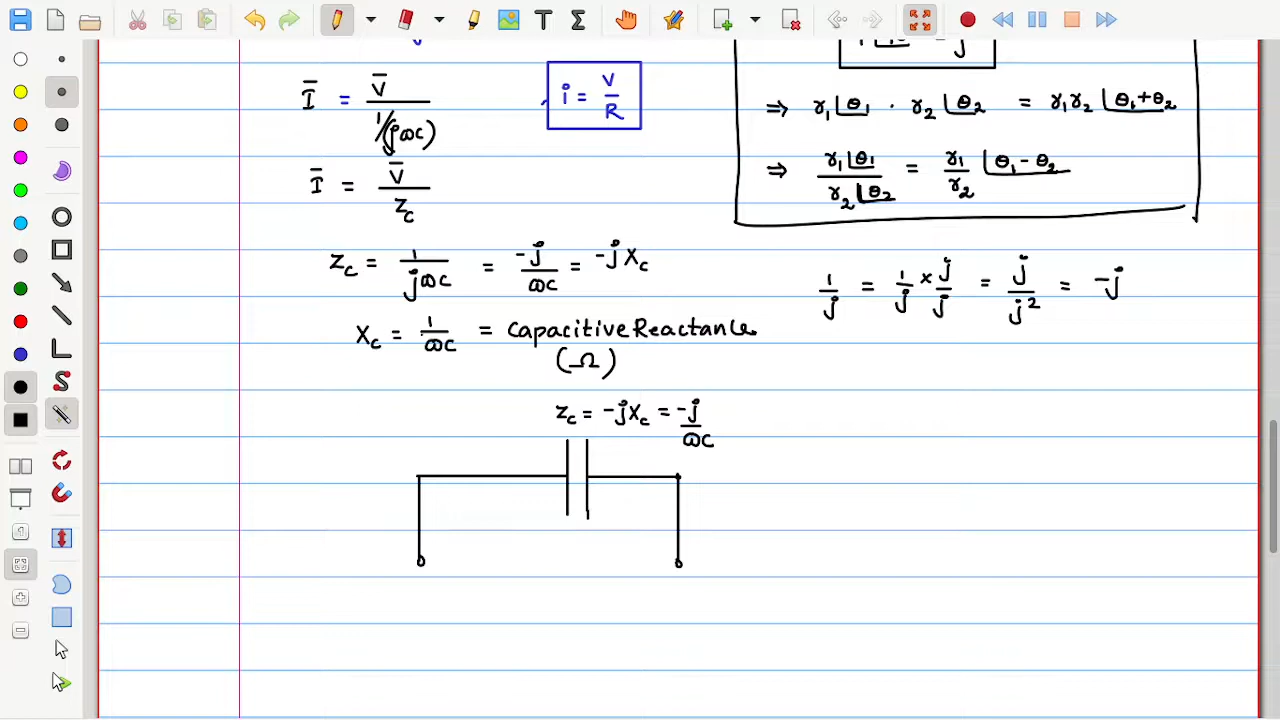 Ī = V̄ / (1/(jωC))
i = V/R
Ī = V̄ / Z_C
Z_C = 1/(jωC) = -j/(ωC) = -jX_C
X_C = 1/(ωC) = Capacitive Reactance
(Ω)
Z_C = -jX_C = -j/(ωC)
⇒ r₁∠θ₁ · r₂∠θ₂ = r₁r₂ ∠θ₁+θ₂
⇒ r₁∠θ₁ / r₂∠θ₂ = r₁/r₂ ∠θ₁-θ₂
1/j = 1/j × j/j = j/j² = -j